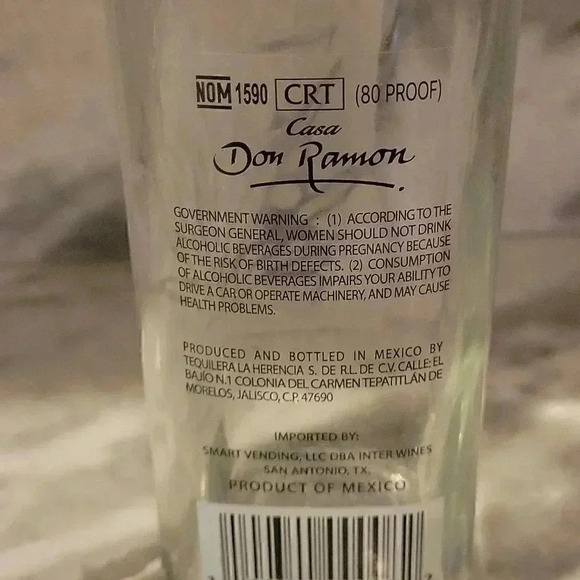 NOM 1590 CRT (80 PROOF)
Casa
Don Ramon
GOVERNMENT WARNING : (1) ACCORDING TO THE
SURGEON GENERAL, WOMEN SHOULD NOT DRINK
ALCOHOLIC BEVERAGES DURING PREGNANCY BECAUSE
OF THE RISK OF BIRTH DEFECTS. (2) CONSUMPTION
OF ALCOHOLIC BEVERAGES IMPAIRS YOUR ABILITY TO
DRIVE A CAR OR OPERATE MACHINERY, AND MAY CAUSE
HEALTH PROBLEMS.
PRODUCED AND BOTTLED IN MEXICO BY
TEQUILERA LA HERENCIA S. DE R.L. DE C.V. CALLE: EL
BAJÍO N.1 COLONIA DEL CARMEN TEPATITLÁN DE
MORELOS, JALISCO, C.P. 47690
IMPORTED BY:
SMART VENDING, LLC DBA INTER WINES
SAN ANTONIO, TX.
PRODUCT OF MEXICO